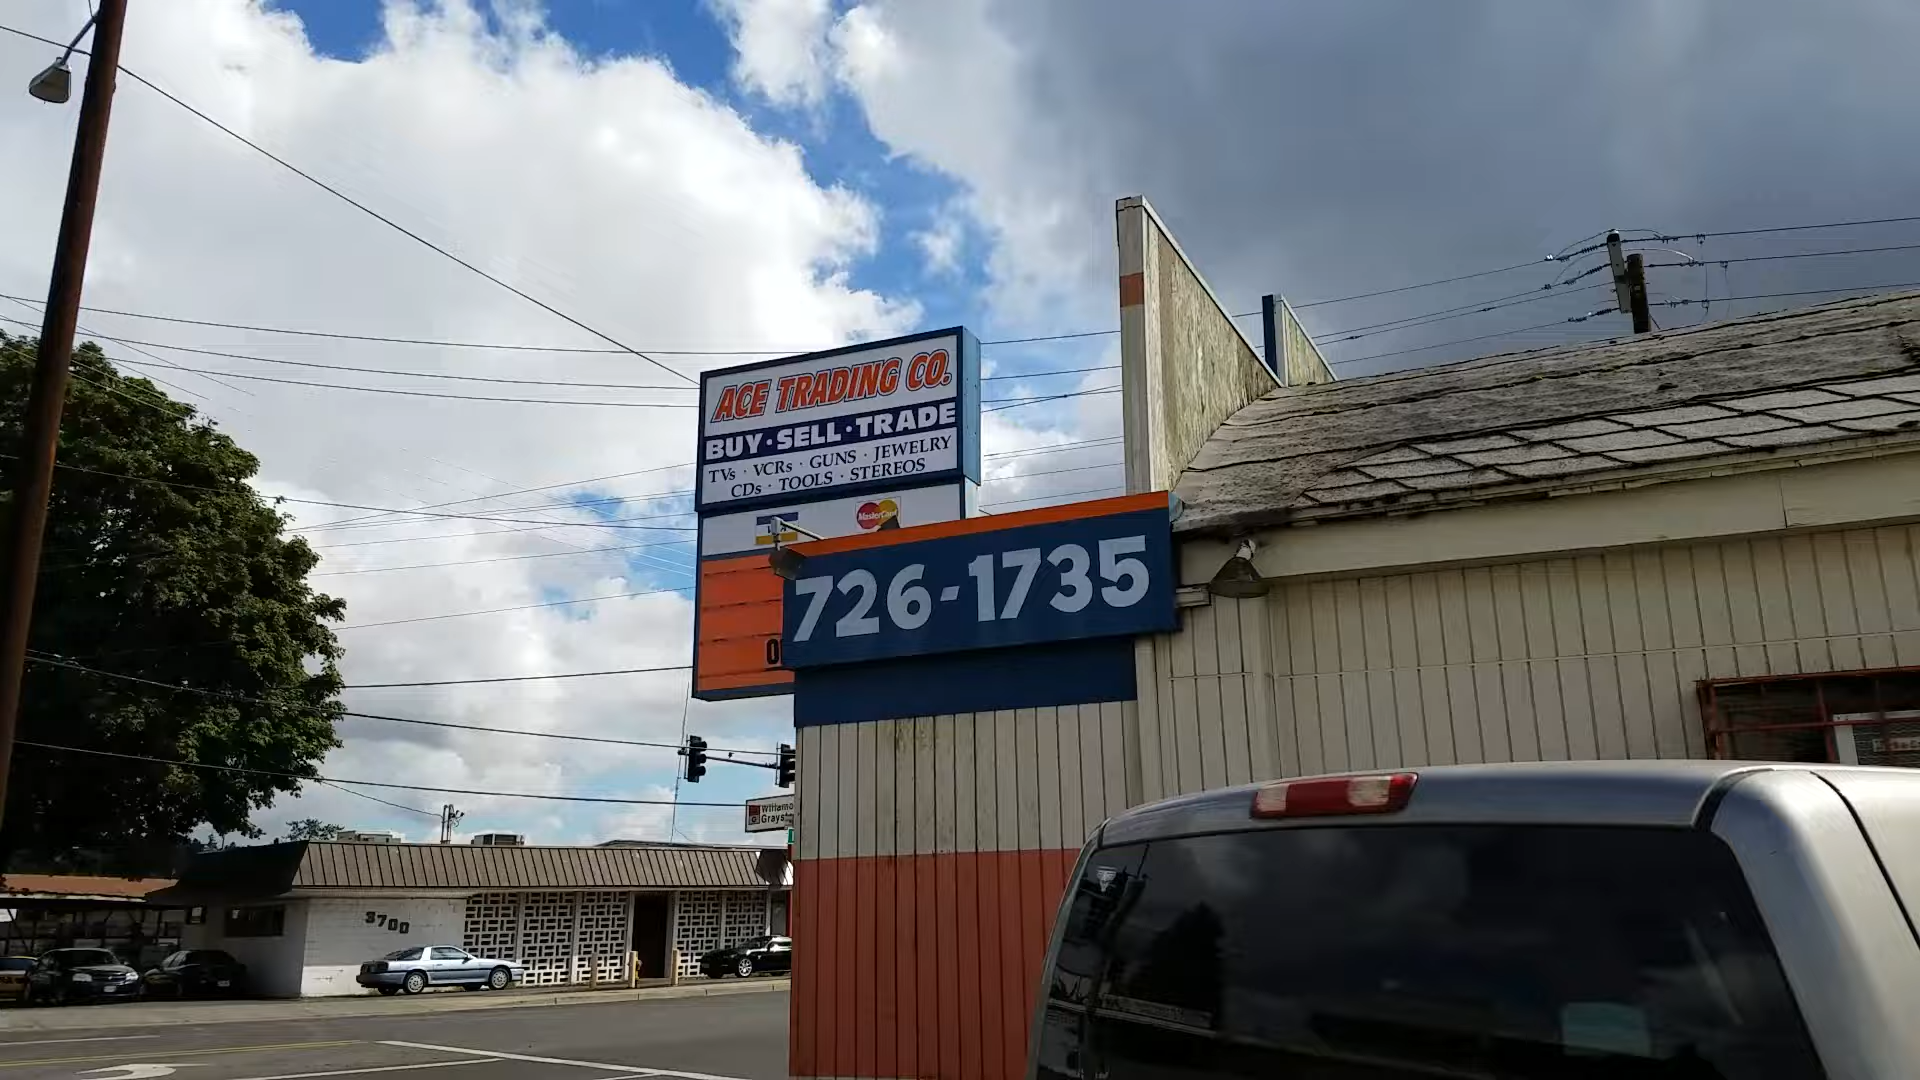 ACE TRADING CO.
BUY · SELL · TRADE
TVs · VCRs · GUNS · JEWELRY
CDs · TOOLS · STEREOS
MasterCard
726-1735
3700